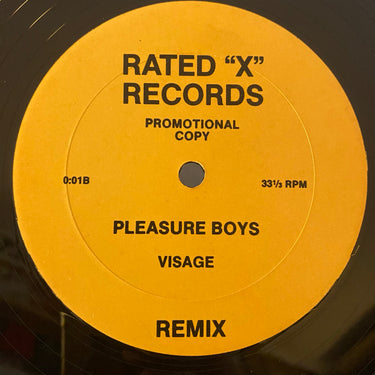 RATED “X”
RECORDS
PROMOTIONAL
COPY
0:01B
33⅓ RPM
PLEASURE BOYS
VISAGE
REMIX